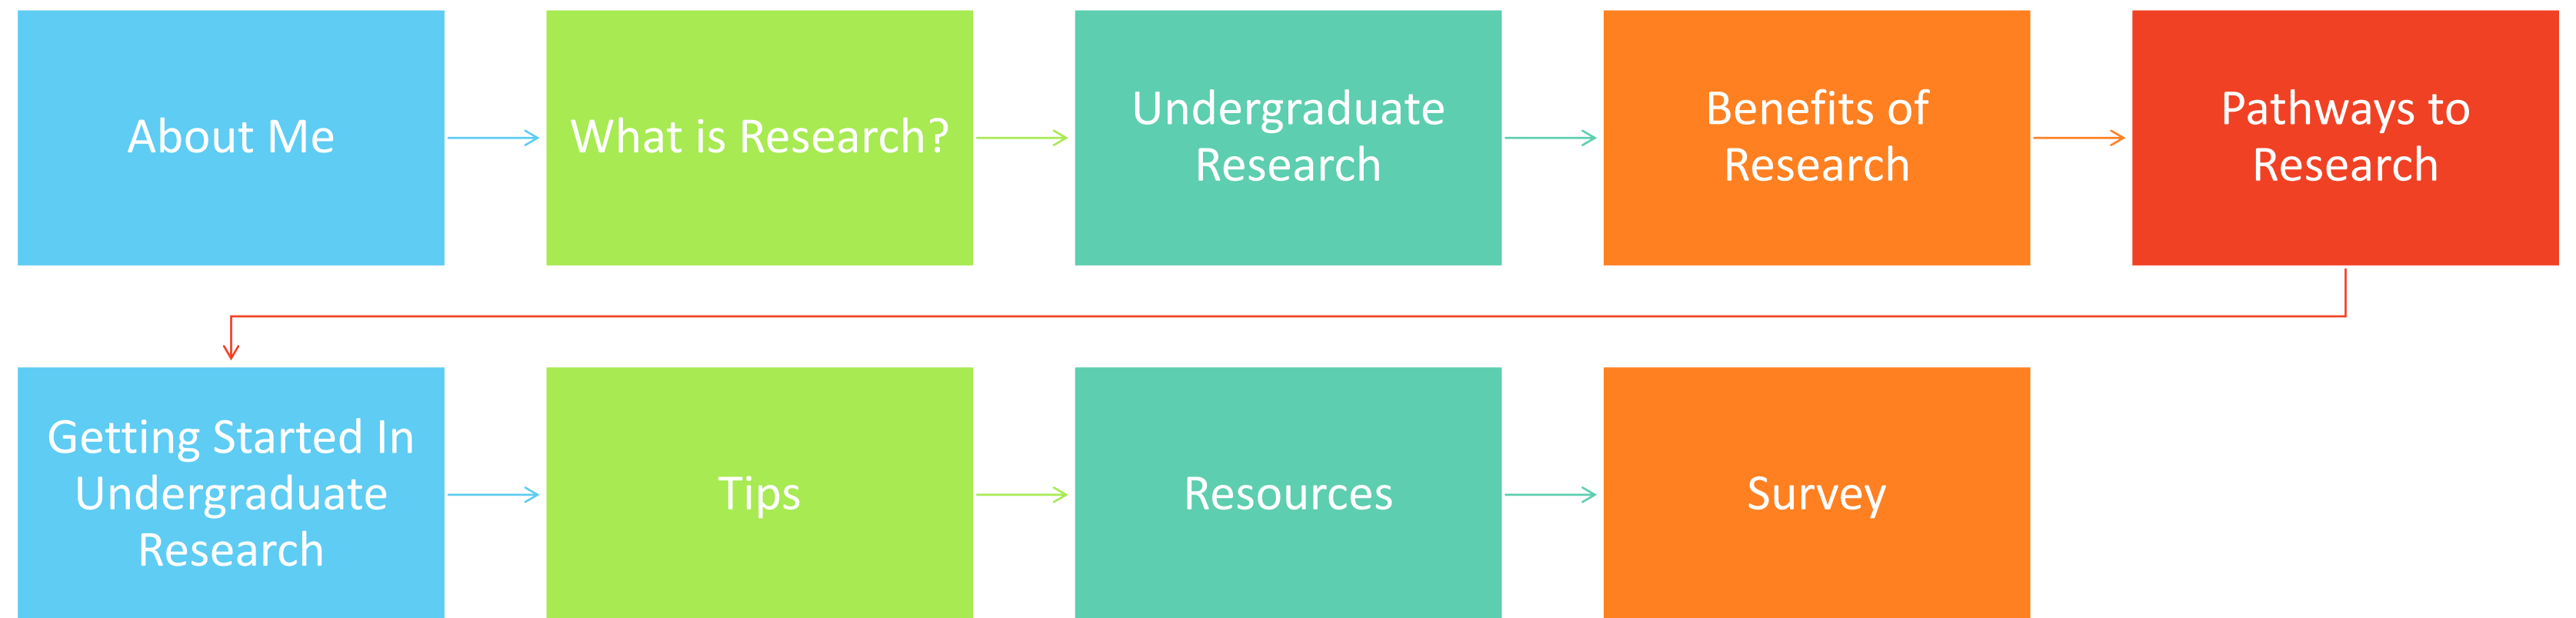 About Me
What is Research?
Undergraduate
Research
Benefits of
Research
Pathways to
Research
Getting Started In
Undergraduate
Research
Tips
Resources
Survey